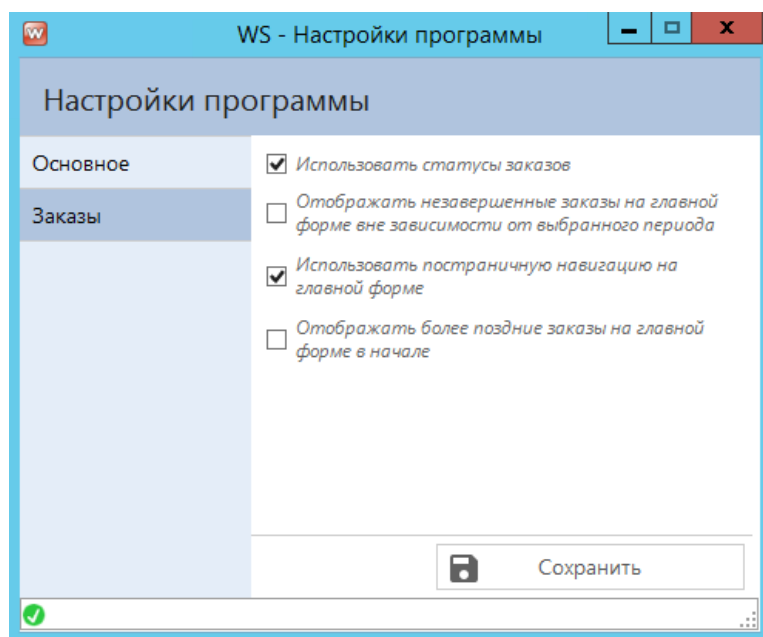 WS - Настройки программы
Настройки программы
Основное
Заказы
Использовать статусы заказов
Отображать незавершенные заказы на главной
форме вне зависимости от выбранного периода
Использовать постраничную навигацию на
главной форме
Отображать более поздние заказы на главной
форме в начале
Сохранить